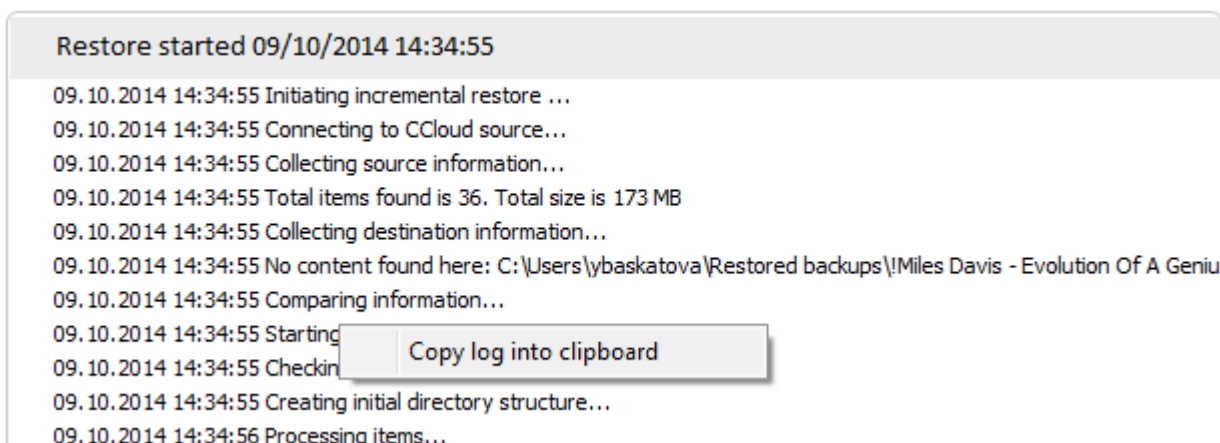 Restore started 09/10/2014 14:34:55
09.10.2014 14:34:55 Initiating incremental restore ...
09.10.2014 14:34:55 Connecting to CCloud source...
09.10.2014 14:34:55 Collecting source information...
09.10.2014 14:34:55 Total items found is 36. Total size is 173 MB
09.10.2014 14:34:55 Collecting destination information...
09.10.2014 14:34:55 No content found here: C:\Users\ybaskatova\Restored backups\!Miles Davis - Evolution Of A Geniu
09.10.2014 14:34:55 Comparing information...
09.10.2014 14:34:55 Starting
Copy log into clipboard
09.10.2014 14:34:55 Checkin
09.10.2014 14:34:55 Creating initial directory structure...
09.10.2014 14:34:56 Processing items...